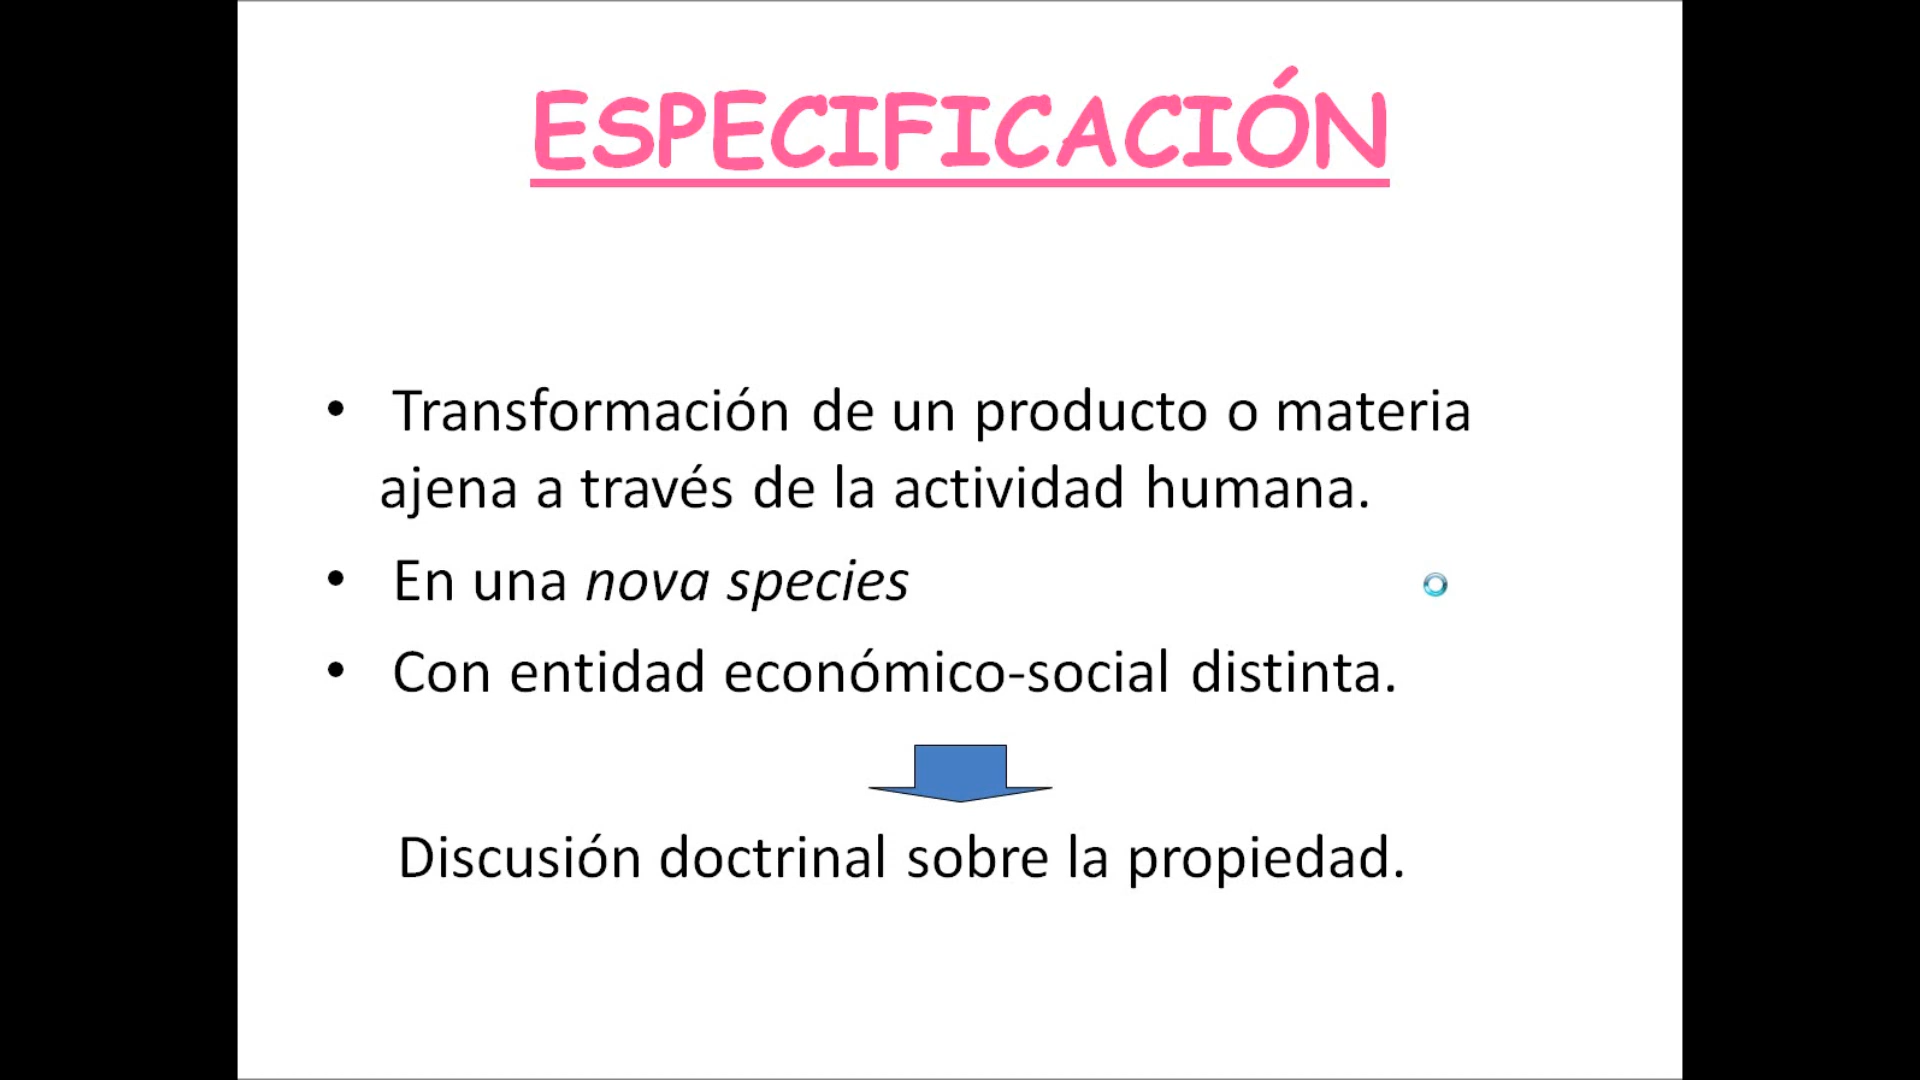 ESPECIFICACIÓN
• Transformación de un producto o materia
ajena a través de la actividad humana.
• En una nova species
• Con entidad económico-social distinta.
Discusión doctrinal sobre la propiedad.